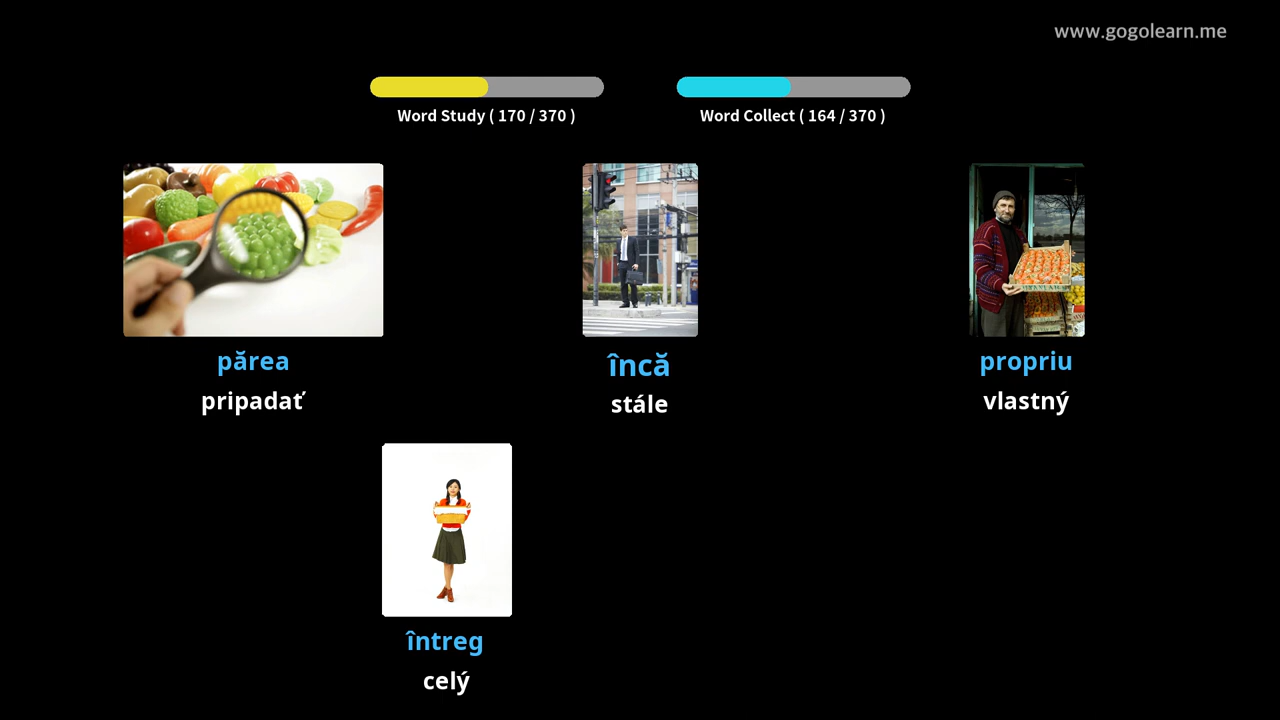 www.gogolearn.me
Word Study ( 170 / 370 )
Word Collect ( 164 / 370 )
părea
încă
propriu
pripadať
stále
vlastný
întreg
celý